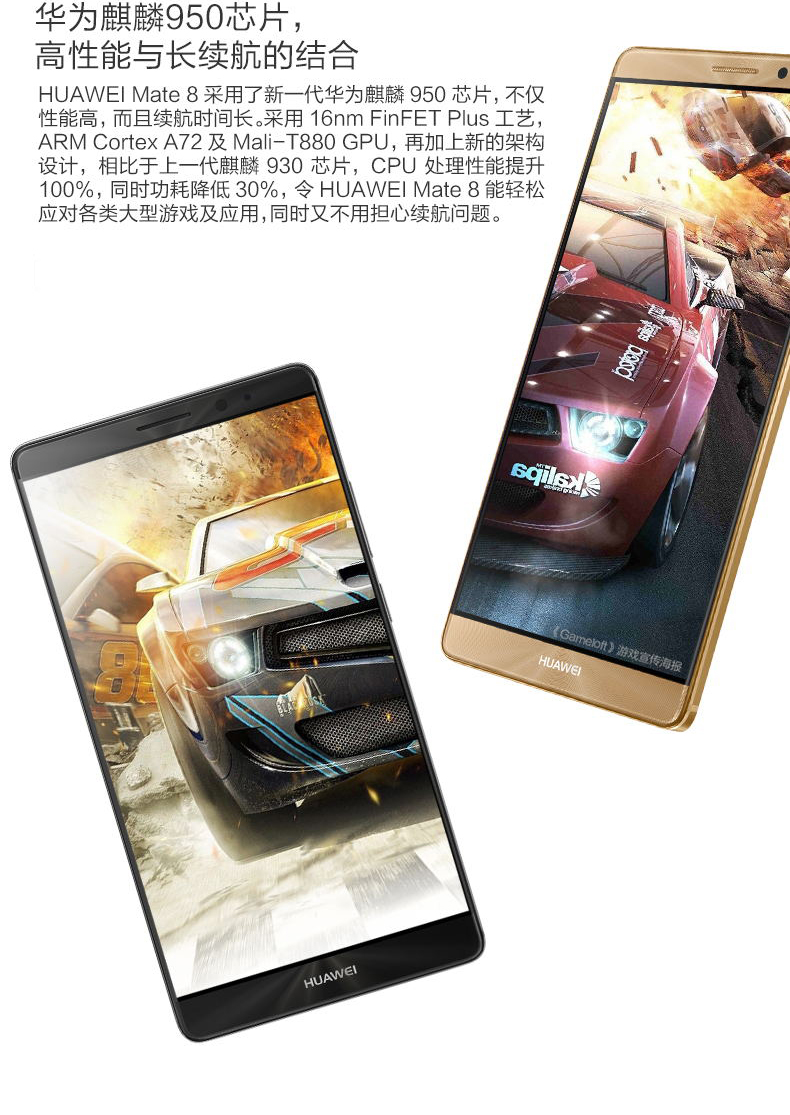 华为麒麟950芯片，
高性能与长续航的结合
HUAWEI Mate 8 采用了新一代华为麒麟 950 芯片，不仅
性能高，而且续航时间长。采用 16nm FinFET Plus 工艺，
ARM Cortex A72 及 Mali-T880 GPU，再加上新的架构
设计，相比于上一代麒麟 930 芯片，CPU 处理性能提升
100%，同时功耗降低 30%，令 HUAWEI Mate 8 能轻松
应对各类大型游戏及应用，同时又不用担心续航问题。
kalipa
《Gameloft》游戏宣传海报
HUAWEI
HUAWEI